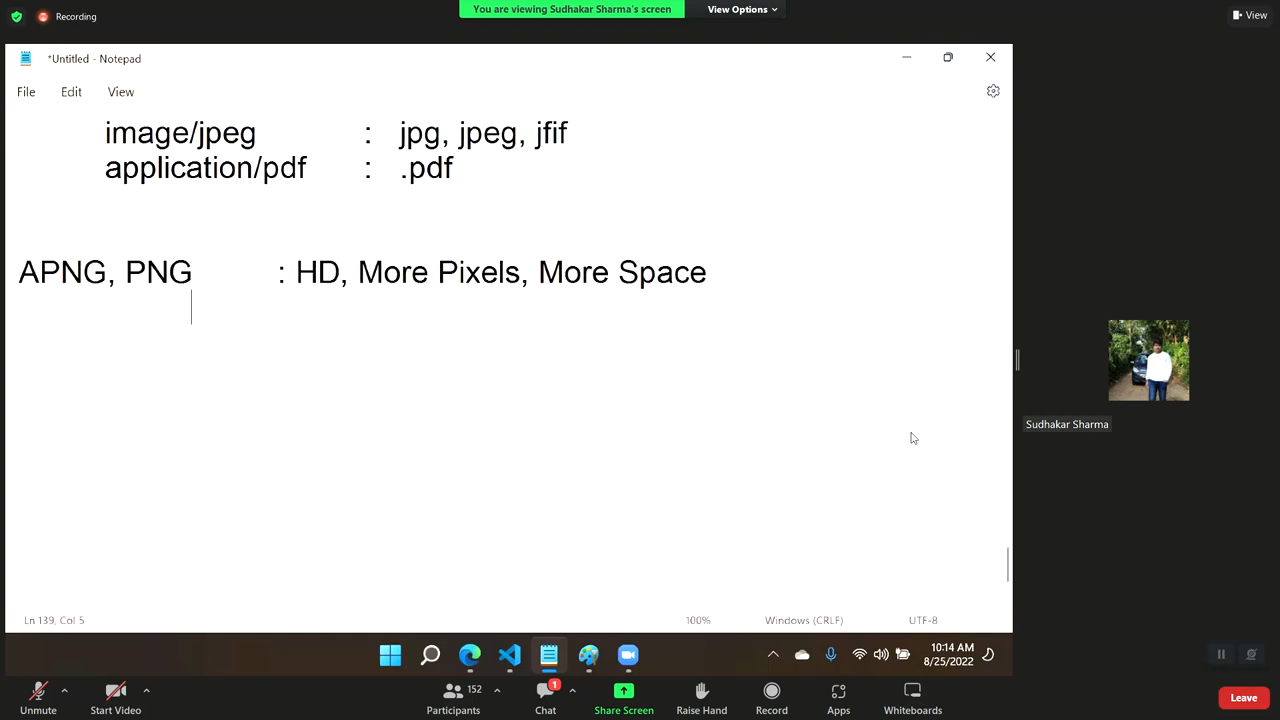 Recording
You are viewing Sudhakar Sharma's screen
View Options
View
*Untitled - Notepad
File Edit View
image/jpeg : jpg, jpeg, jfif
application/pdf : .pdf
APNG, PNG : HD, More Pixels, More Space
Sudhakar Sharma
Ln 139, Col 5
100%
Windows (CRLF)
UTF-8
10:14 AM
8/25/2022
Unmute
Start Video
152
Participants
1
Chat
Share Screen
Raise Hand
Record
Apps
Whiteboards
Leave